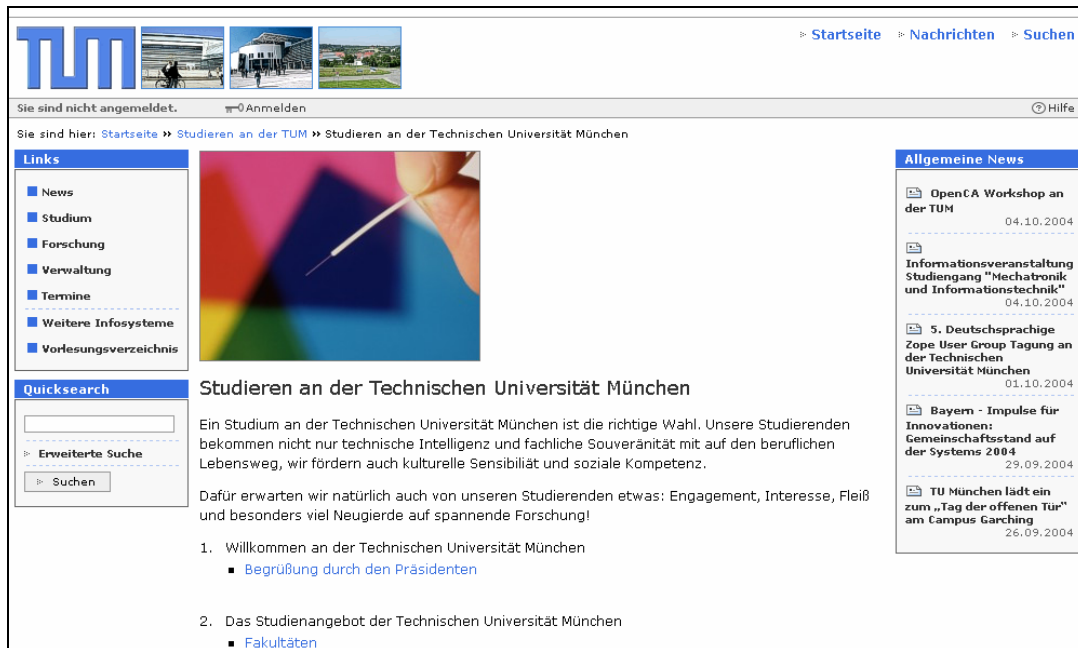 TUM
Startseite
Nachrichten
Suchen
Sie sind nicht angemeldet.
Anmelden
Hilfe
Sie sind hier: Startseite » Studieren an der TUM » Studieren an der Technischen Universität München
Links
News
Studium
Forschung
Verwaltung
Termine
Weitere Infosysteme
Vorlesungsverzeichnis
Quicksearch
Erweiterte Suche
Suchen
Studieren an der Technischen Universität München
Ein Studium an der Technischen Universität München ist die richtige Wahl. Unsere Studierenden
bekommen nicht nur technische Intelligenz und fachliche Souveränität mit auf den beruflichen
Lebensweg, wir fördern auch kulturelle Sensibiliät und soziale Kompetenz.
Dafür erwarten wir natürlich auch von unseren Studierenden etwas: Engagement, Interesse, Fleiß
und besonders viel Neugierde auf spannende Forschung!
1. Willkommen an der Technischen Universität München
Begrüßung durch den Präsidenten
2. Das Studienangebot der Technischen Universität München
Fakultäten
Allgemeine News
OpenCA Workshop an
der TUM
04.10.2004
Informationsveranstaltung
Studiengang "Mechatronik
und Informationstechnik"
04.10.2004
5. Deutschsprachige
Zope User Group Tagung an
der Technischen
Universität München
01.10.2004
Bayern - Impulse für
Innovationen:
Gemeinschaftsstand auf
der Systems 2004
29.09.2004
TU München lädt ein
zum „Tag der offenen Tür"
am Campus Garching
26.09.2004